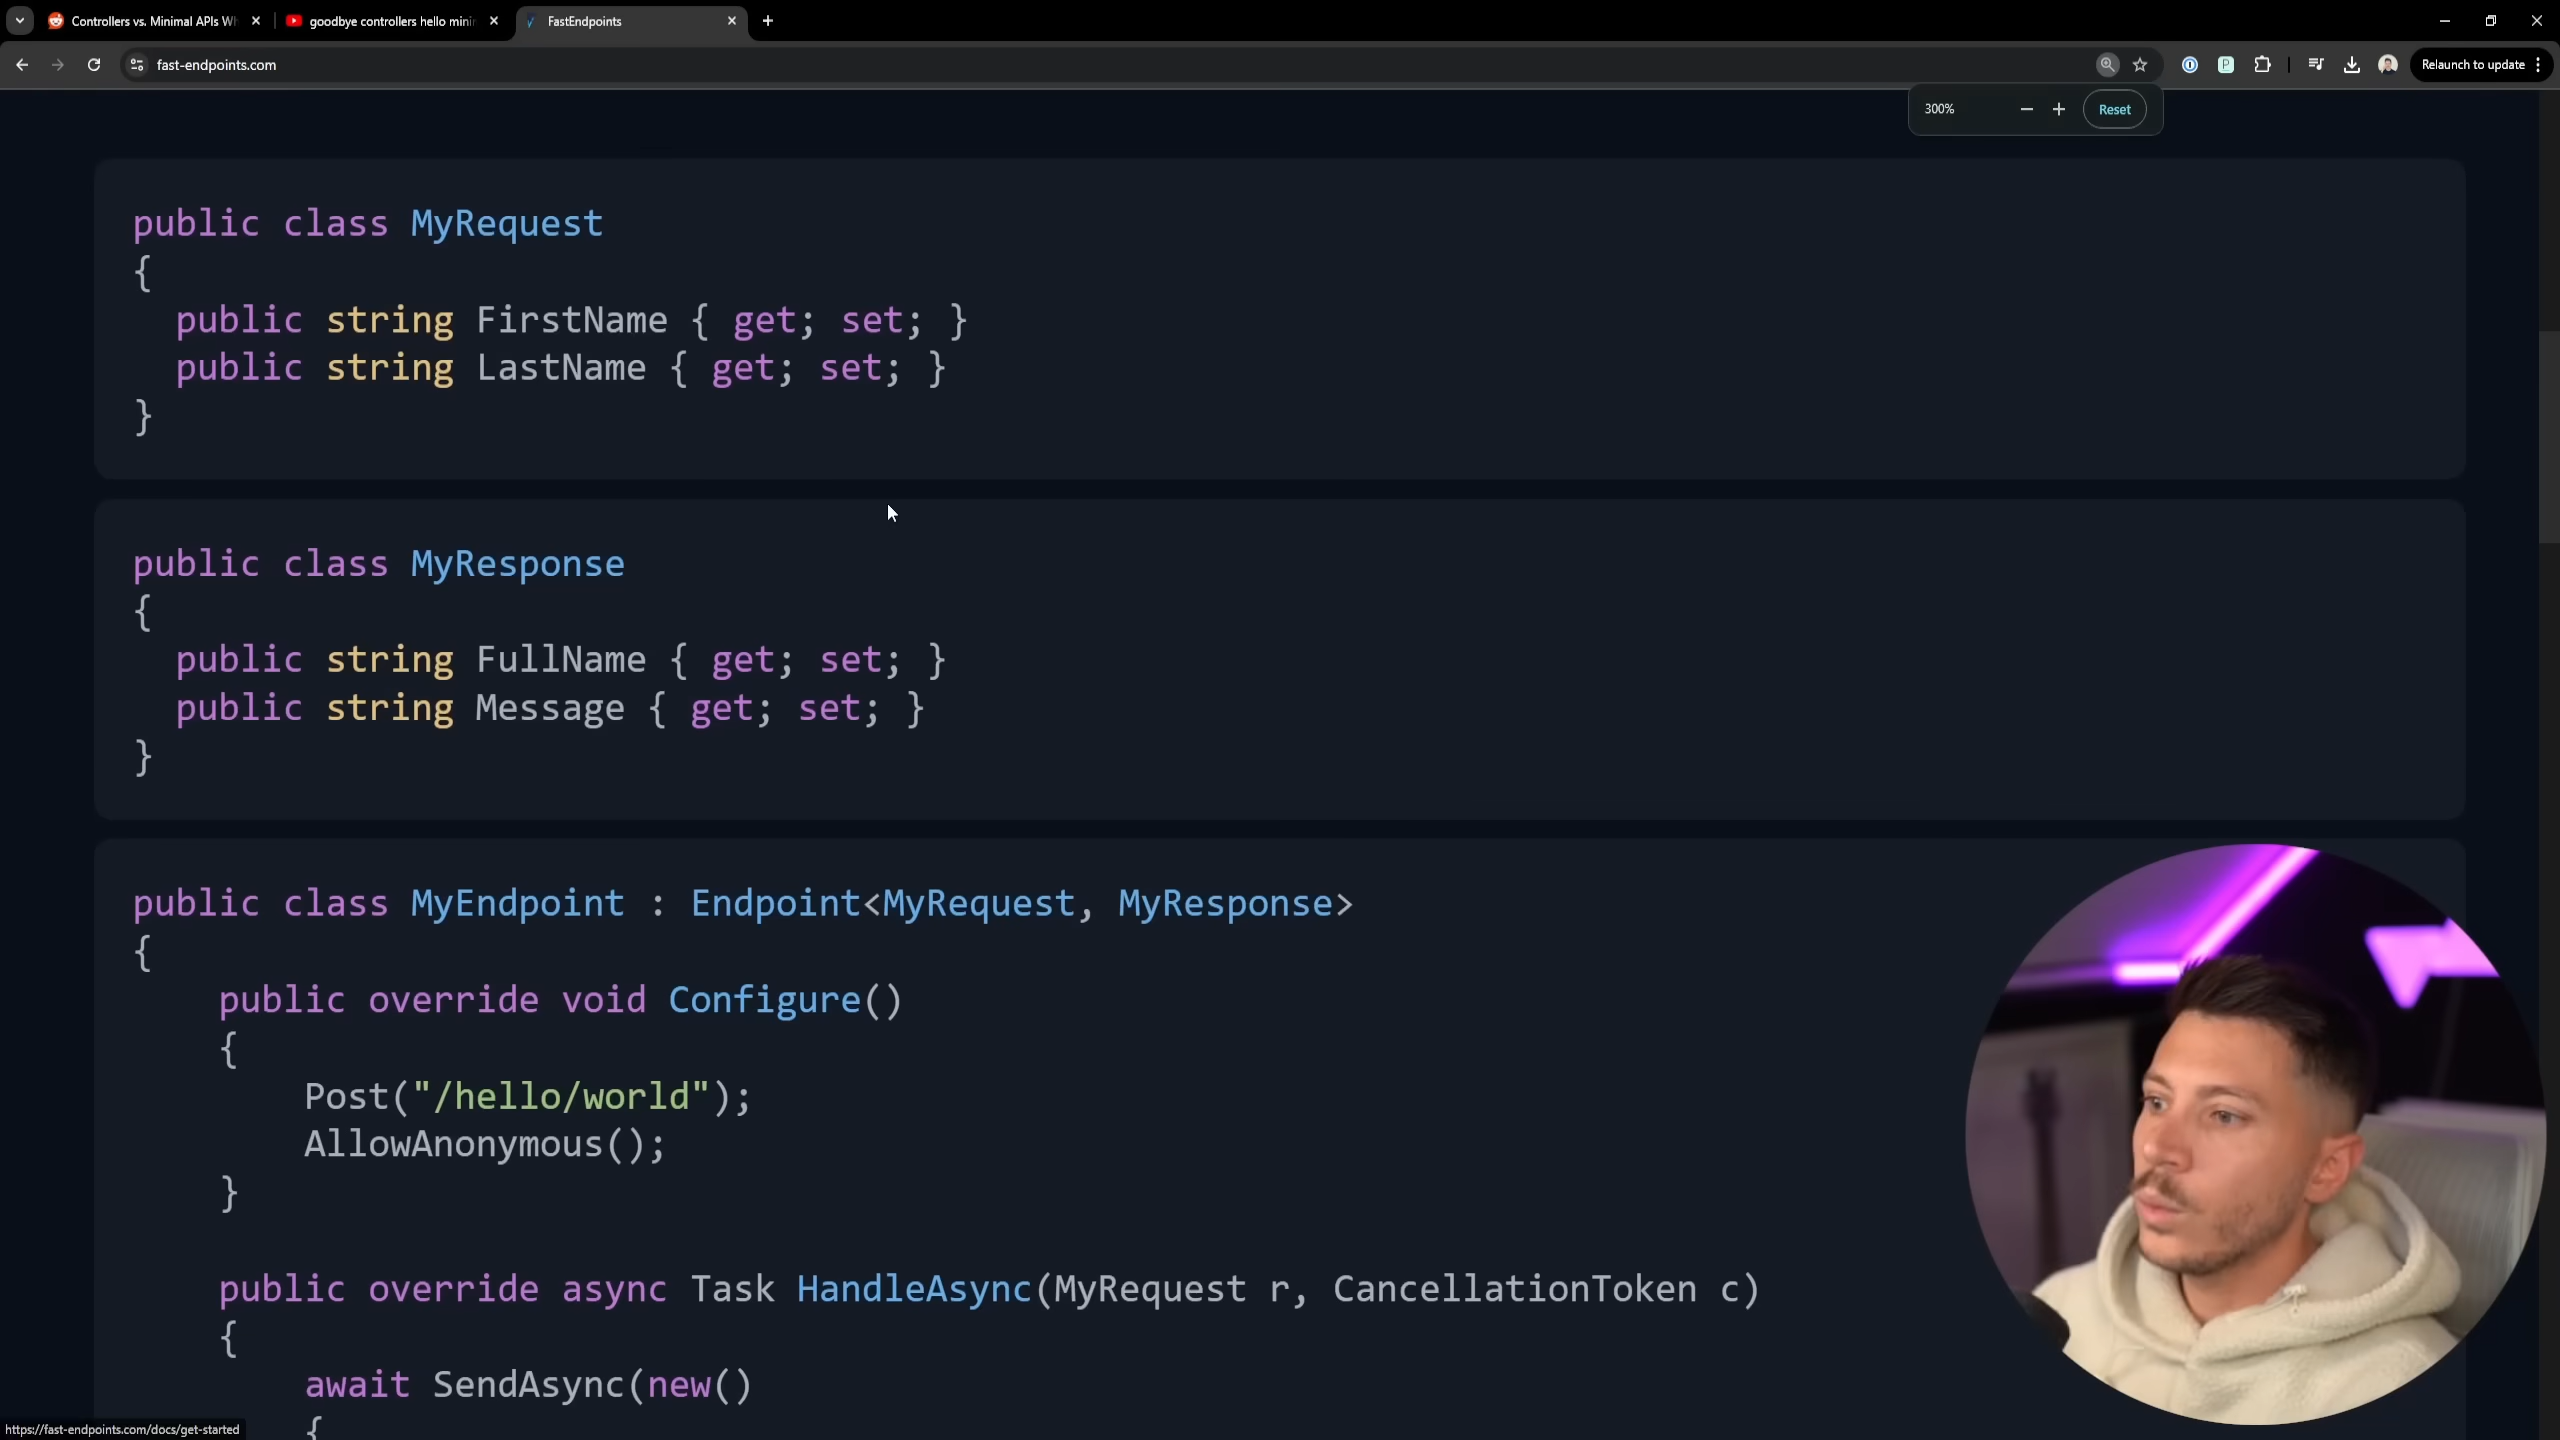 Controllers vs. Minimal APIs Wh
goodbye controllers hello mini
FastEndpoints
fast-endpoints.com
Relaunch to update
300%
Reset
public class MyRequest
{
public string FirstName { get; set; }
public string LastName { get; set; }
}
public class MyResponse
{
public string FullName { get; set; }
public string Message { get; set; }
}
public class MyEndpoint : Endpoint<MyRequest, MyResponse>
{
public override void Configure()
{
Post("/hello/world");
AllowAnonymous();
}
public override async Task HandleAsync(MyRequest r, CancellationToken c)
{
await SendAsync(new()
{
https://fast-endpoints.com/docs/get-started